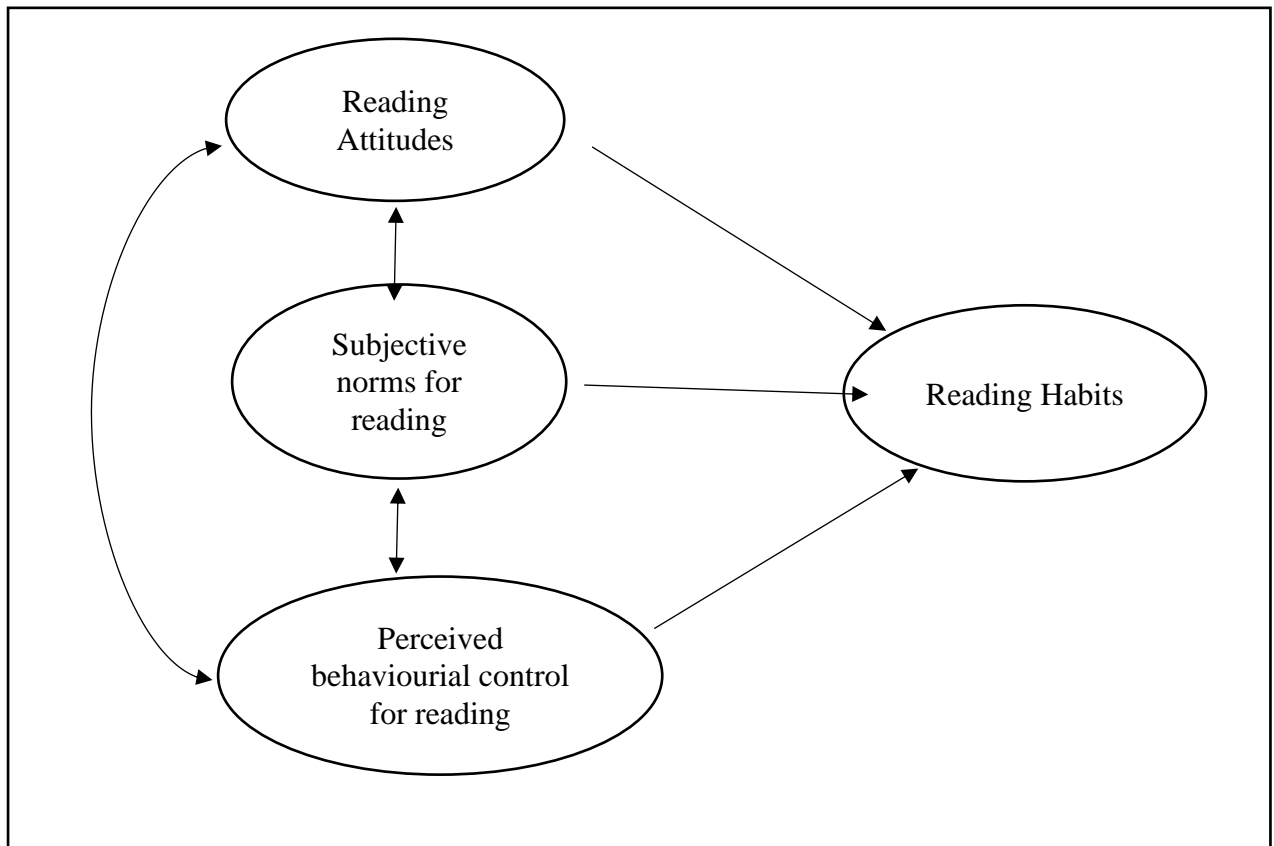 Reading
Attitudes
Subjective
norms for
reading
Reading Habits
Perceived
behaviourial control
for reading